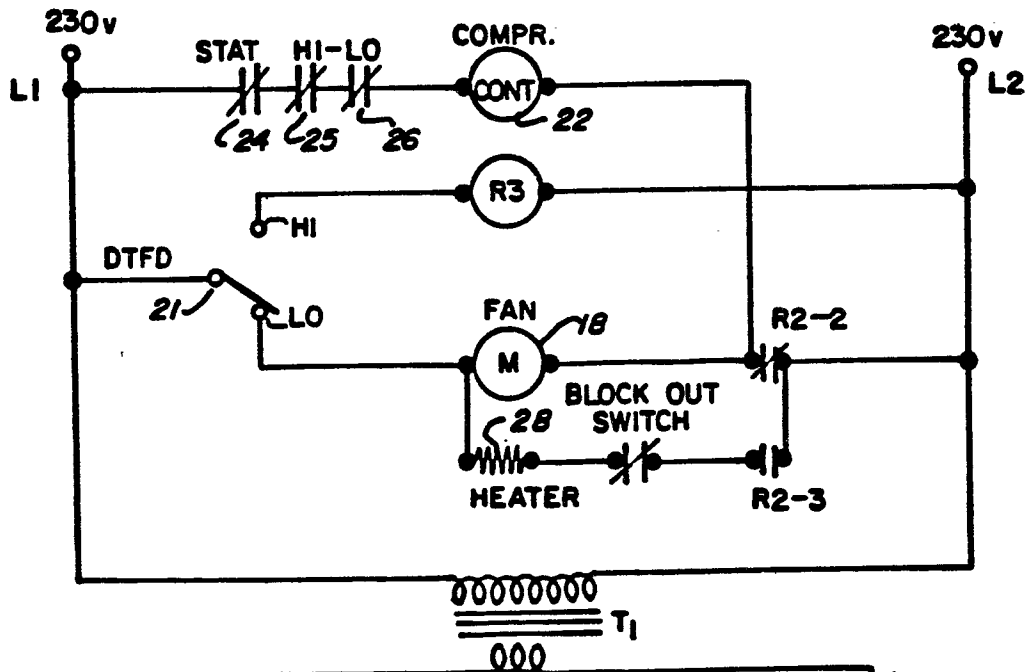 230v
230v
L1
STAT
HI-LO
COMPR.
CONT
L2
24
25
26
22
R3
HI
DTFD
21
LO
FAN
18
M
R2-2
BLOCK OUT
SWITCH
28
HEATER
R2-3
T1